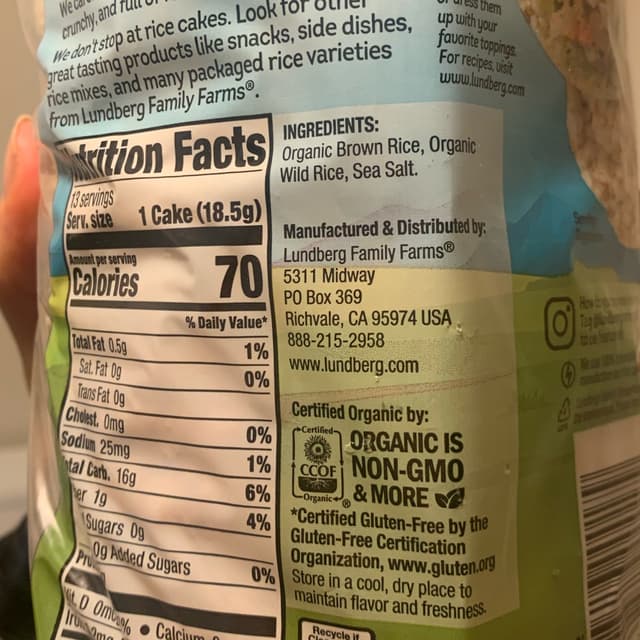 crunchy, and full of
We don't stop at rice cakes. Look for other
great tasting products like snacks, side dishes,
rice mixes, and many packaged rice varieties
from Lundberg Family Farms®.
up with your
favorite toppings.
For recipes, visit
www.lundberg.com
Nutrition Facts
13 servings
Serv. size 1 Cake (18.5g)
Amount per serving
Calories 70
% Daily Value*
Total Fat 0.5g 1%
Sat. Fat 0g 0%
Trans Fat 0g
Cholest. 0mg 0%
Sodium 25mg 1%
tal Carb. 16g 6%
er 1g 4%
Sugars 0g
0g Added Sugars 0%
INGREDIENTS:
Organic Brown Rice, Organic
Wild Rice, Sea Salt.
Manufactured & Distributed by:
Lundberg Family Farms®
5311 Midway
PO Box 369
Richvale, CA 95974 USA
888-215-2958
www.lundberg.com
Certified Organic by:
Certified
CCOF
Organic
®
ORGANIC IS
NON-GMO
& MORE
*Certified Gluten-Free by the
Gluten-Free Certification
Organization, www.gluten.org
Store in a cool, dry place to
maintain flavor and freshness.
Recycle if